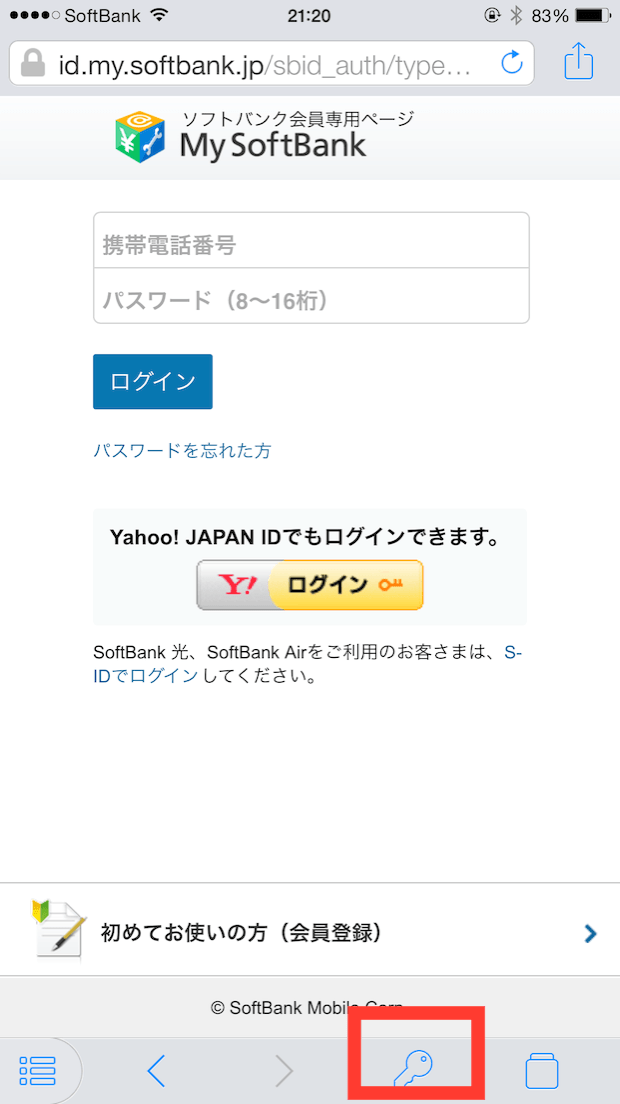 SoftBank 21:20 83%
id.my.softbank.jp/sbid_auth/type…
ソフトバンク会員専用ページ
My SoftBank
携帯電話番号
パスワード（8〜16桁）
ログイン
パスワードを忘れた方
Yahoo! JAPAN IDでもログインできます。
Y! ログイン
SoftBank 光、SoftBank Airをご利用のお客さまは、S-
IDでログインしてください。
初めてお使いの方（会員登録）
© SoftBank Mobile Corp.